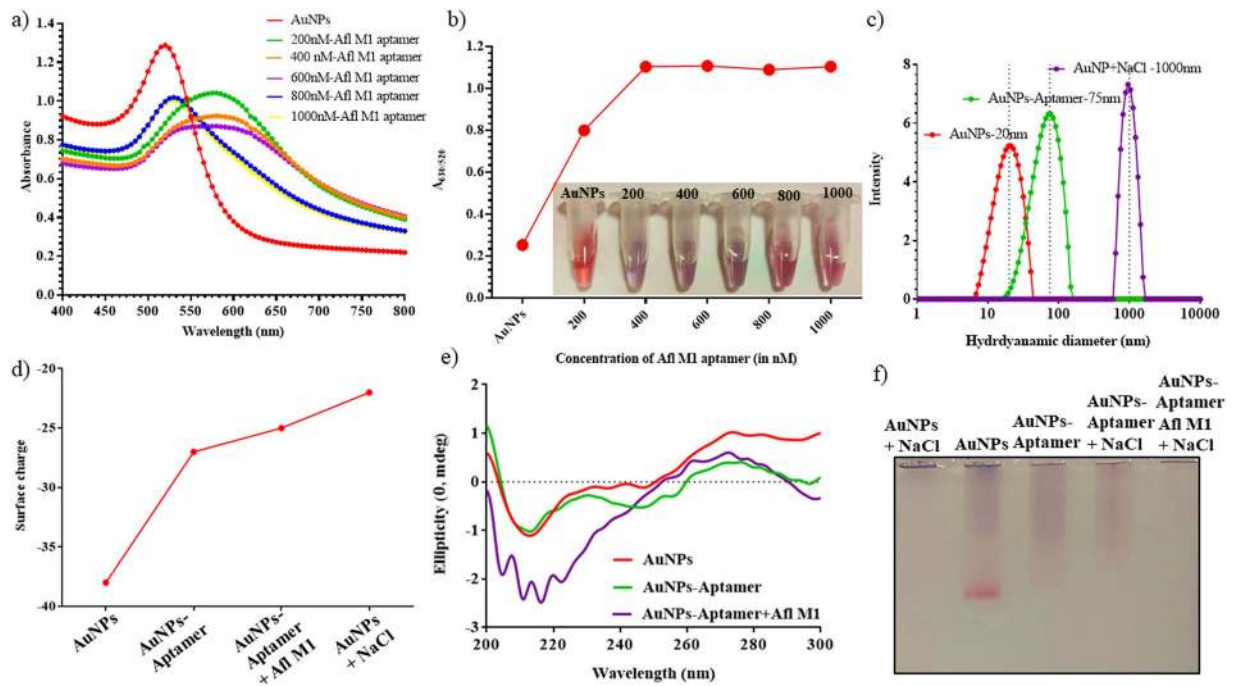 a)
AuNPs
200nM-Afl M1 aptamer
400 nM-Afl M1 aptamer
600nM-Afl M1 aptamer
800nM-Afl M1 aptamer
1000nM-Afl M1 aptamer
1.4
1.2
1.0
0.8
0.6
0.4
0.2
0.0
Absorbance
400 450 500 550 600 650 700 750 800
Wavelength (nm)
b)
1.4
1.2
1.0
0.8
0.6
0.4
0.2
0.0
A630/520
AuNPs 200 400 600 800 1000
AuNPs 200 400 600 800 1000
Concentration of Afl M1 aptamer (in nM)
c)
8
6
4
2
0
Intensity
AuNP+NaCl -1000nm
AuNPs-Aptamer-75nm
AuNPs-20nm
1 10 100 1000 10000
Hydrdyanamic diameter (nm)
d)
-20
-25
-30
-35
-40
Surface charge
AuNPs
AuNPs-
Aptamer
AuNPs-
Aptamer
+ Afl M1
AuNPs
+ NaCl
e)
2
1
0
-1
-2
-3
Ellipticity (θ, mdeg)
AuNPs
AuNPs-Aptamer
AuNPs-Aptamer+Afl M1
200 220 240 260 280 300
Wavelength (nm)
f)
AuNPs
+ NaCl
AuNPs
AuNPs-
Aptamer
AuNPs-
Aptamer
+ NaCl
AuNPs-
Aptamer
Afl M1
+ NaCl